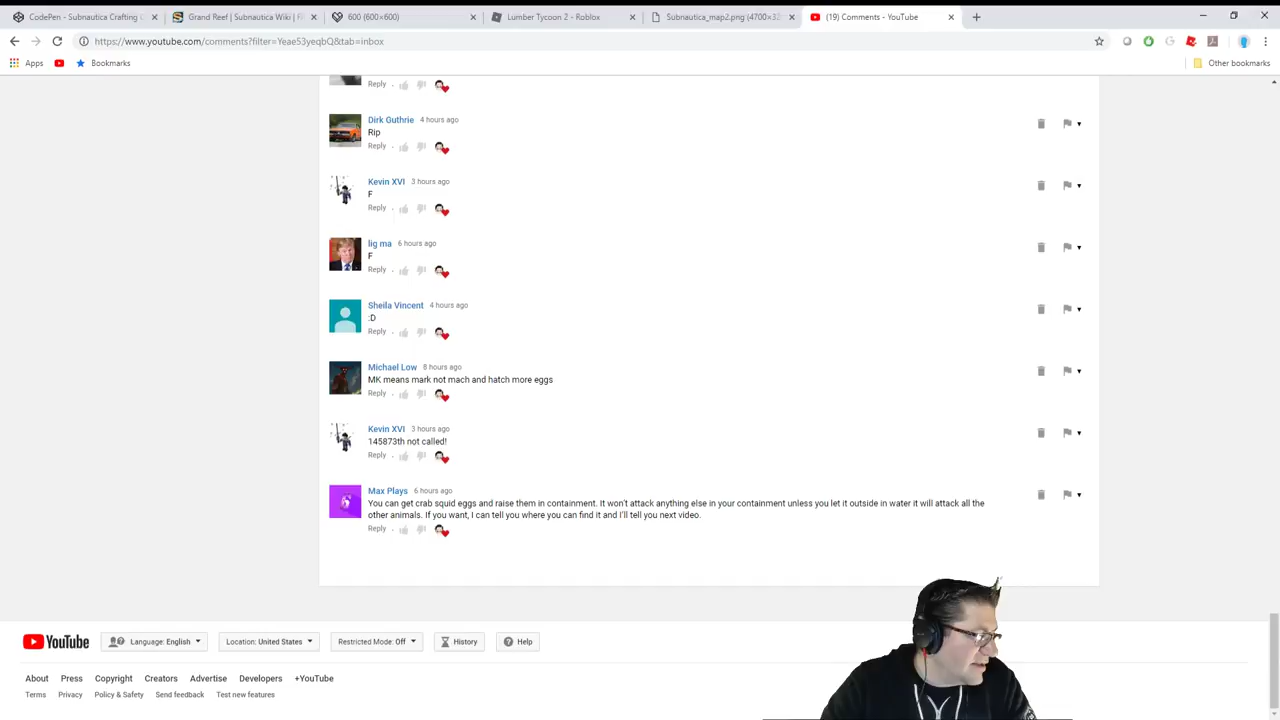 CodePen - Subnautica Crafting C
Grand Reef | Subnautica Wiki | F
600 (600×600)
Lumber Tycoon 2 - Roblox
Subnautica_map2.png (4700×32
(19) Comments - YouTube
https://www.youtube.com/comments?filter=Yeae53yeqbQ&tab=inbox
Apps
Bookmarks
Other bookmarks
Reply
Dirk Guthrie 4 hours ago
Rip
Reply
Kevin XVI 3 hours ago
F
Reply
lig ma 6 hours ago
F
Reply
Sheila Vincent 4 hours ago
:D
Reply
Michael Low 8 hours ago
MK means mark not mach and hatch more eggs
Reply
Kevin XVI 3 hours ago
145873th not called!
Reply
Max Plays 6 hours ago
You can get crab squid eggs and raise them in containment. It won't attack anything else in your containment unless you let it outside in water it will attack all the
other animals. If you want, I can tell you where you can find it and I'll tell you next video.
Reply
YouTube Language: English Location: United States Restricted Mode: Off History Help
About Press Copyright Creators Advertise Developers +YouTube
Terms Privacy Policy & Safety Send feedback Test new features